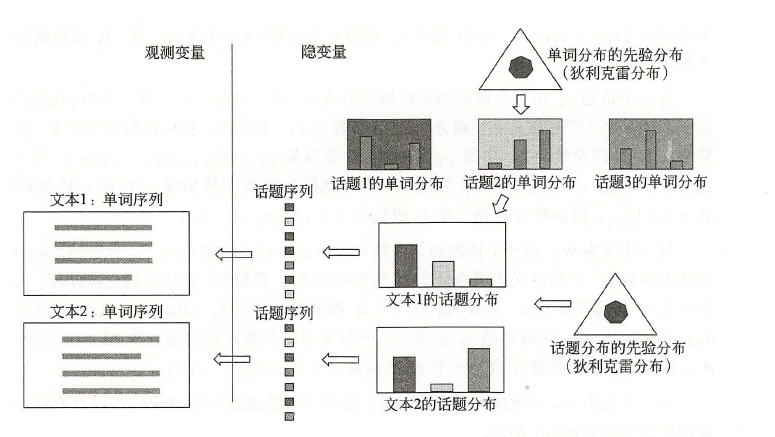 观测变量
隐变量
单词分布的先验分布
（狄利克雷分布）
话题1的单词分布
话题2的单词分布
话题3的单词分布
话题序列
文本1：单词序列
文本1的话题分布
话题序列
文本2：单词序列
话题分布的先验分布
（狄利克雷分布）
文本2的话题分布